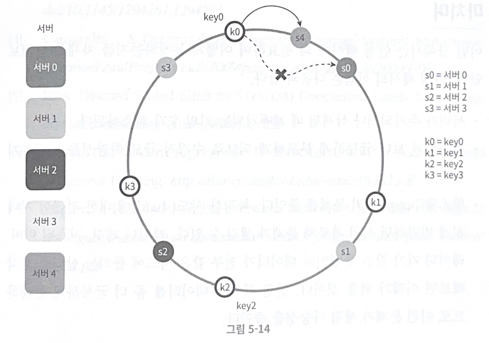 서버
서버 0
서버 1
서버 2
서버 3
서버 4
key0
k0
s4
s3
s0
k3
k1
s2
s1
k2
key2
s0 = 서버 0
s1 = 서버 1
s2 = 서버 2
s3 = 서버 3
k0 = key0
k1 = key1
k2 = key2
k3 = key3
그림 5-14